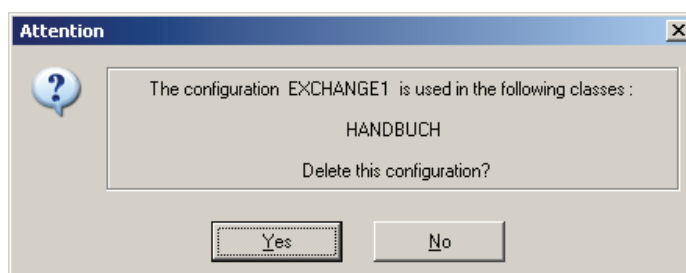 Attention
The configuration EXCHANGE1 is used in the following classes :
HANDBUCH
Delete this configuration?
Yes
No